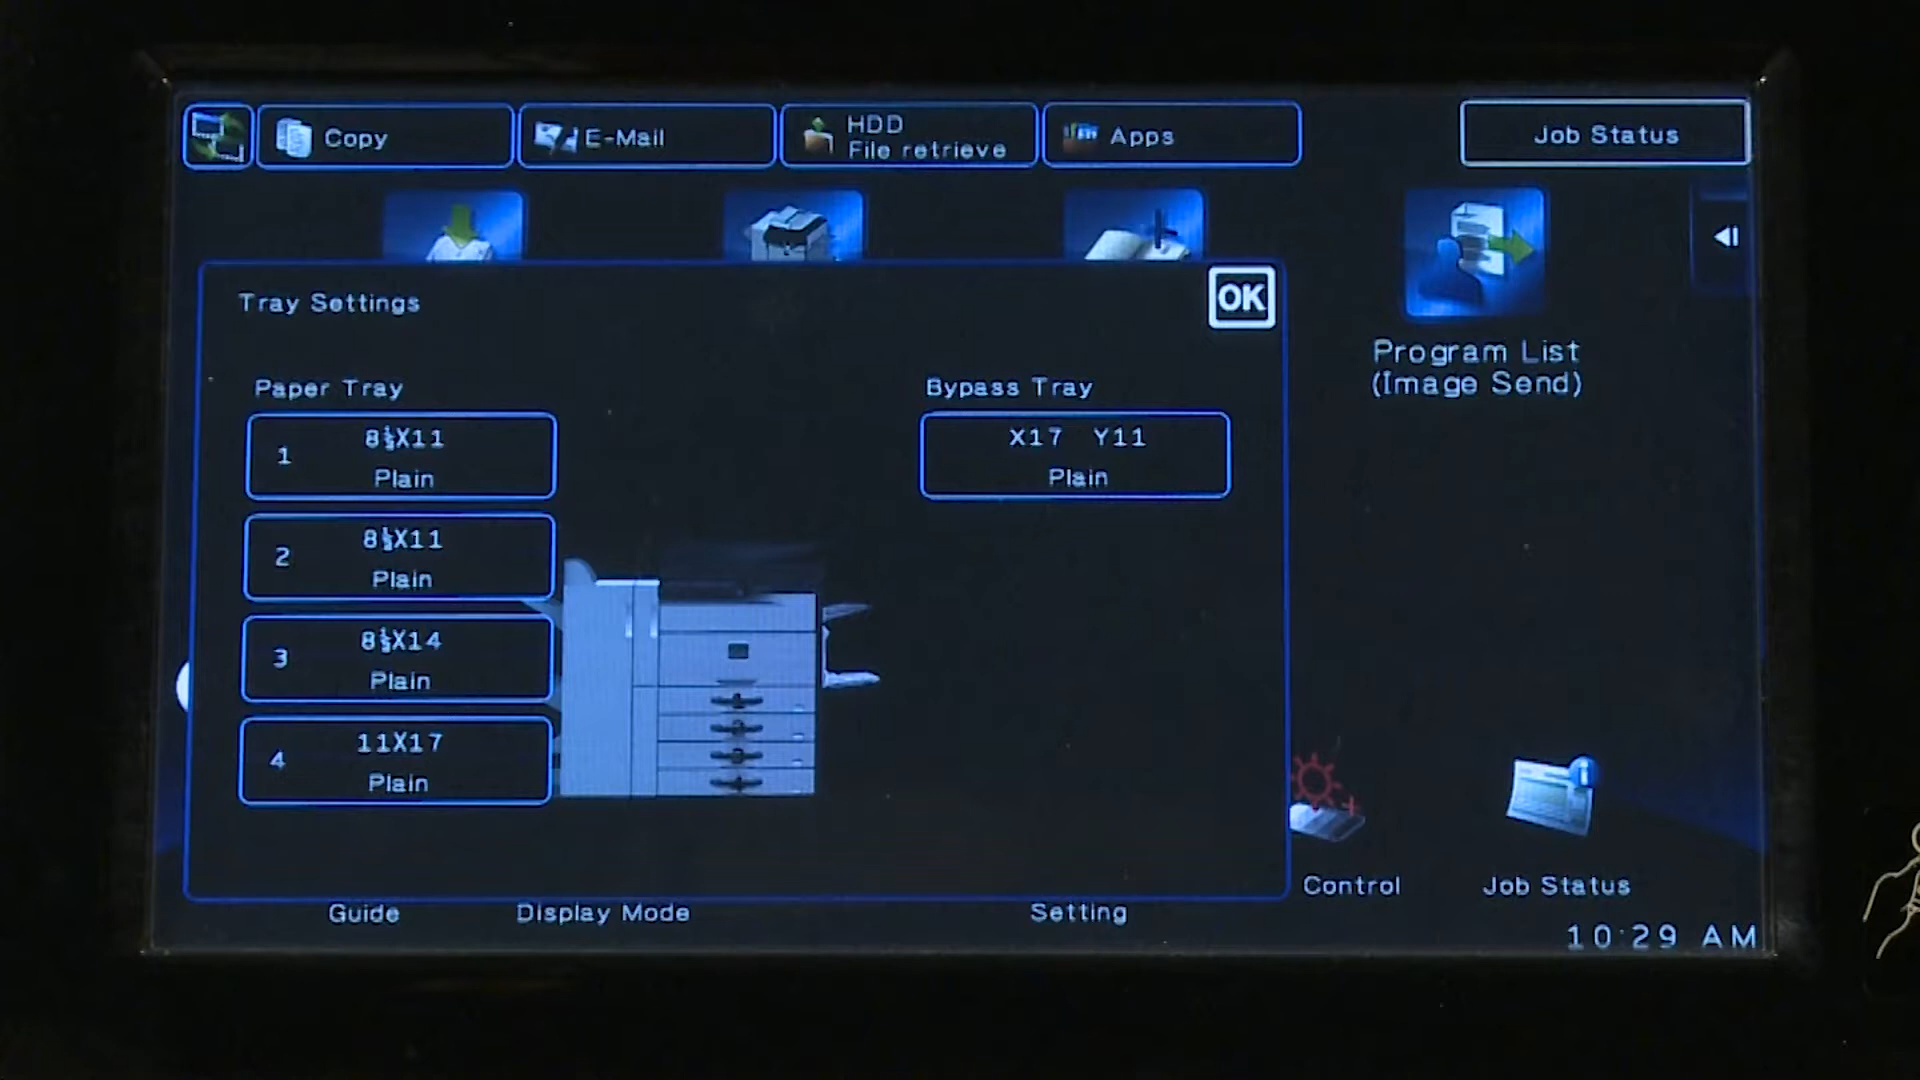 Copy
E-Mail
HDD
File retrieve
Apps
Job Status
Tray Settings
OK
Program List
(Image Send)
Paper Tray
Bypass Tray
1
8½X11
Plain
X17 Y11
Plain
2
8½X11
Plain
3
8½X14
Plain
4
11X17
Plain
Control
Job Status
Guide
Display Mode
Setting
10:29 AM